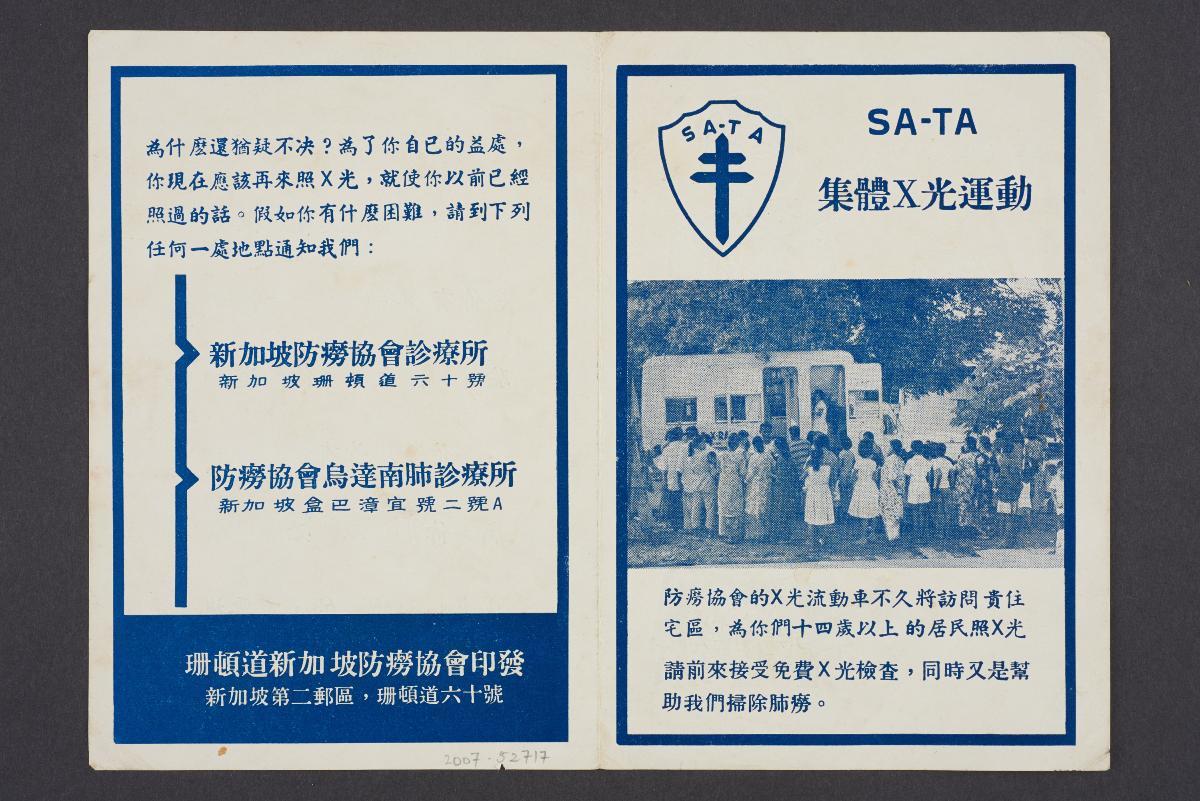 為什麼還猶疑不决？為了你自已的益處，
你現在應該再來照X光，就使你以前已經
照過的話。假如你有什麼困難，請到下列
任何一處地點通知我們：
新加坡防癆協會診療所
新加坡珊頓道六十號
防癆協會烏達南肺診療所
新加坡盒巴漳宜號二號A
珊頓道新加坡防癆協會印發
新加坡第二郵區，珊頓道六十號
2007-52717
SA-TA
SA-TA
集體X光運動
防癆協會的X光流動車不久將訪問貴住
宅區，為你們十四歲以上的居民照X光
請前來接受免費X光檢查，同時又是幫
助我們掃除肺癆。